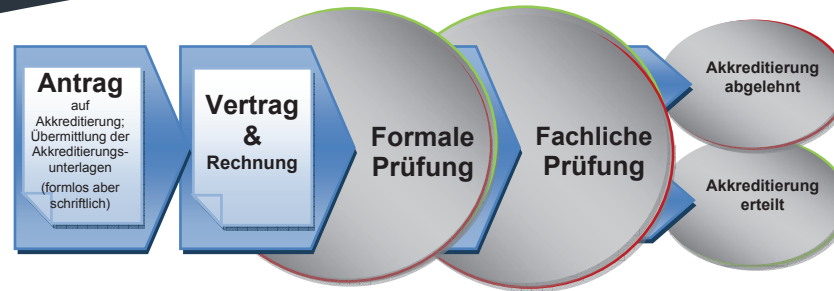 Antrag
auf
Akkreditierung;
Übermittlung der
Akkreditierungs-
unterlagen
(formlos aber
schriftlich)
Vertrag
&
Rechnung
Formale
Prüfung
Fachliche
Prüfung
Akkreditierung
abgelehnt
Akkreditierung
erteilt